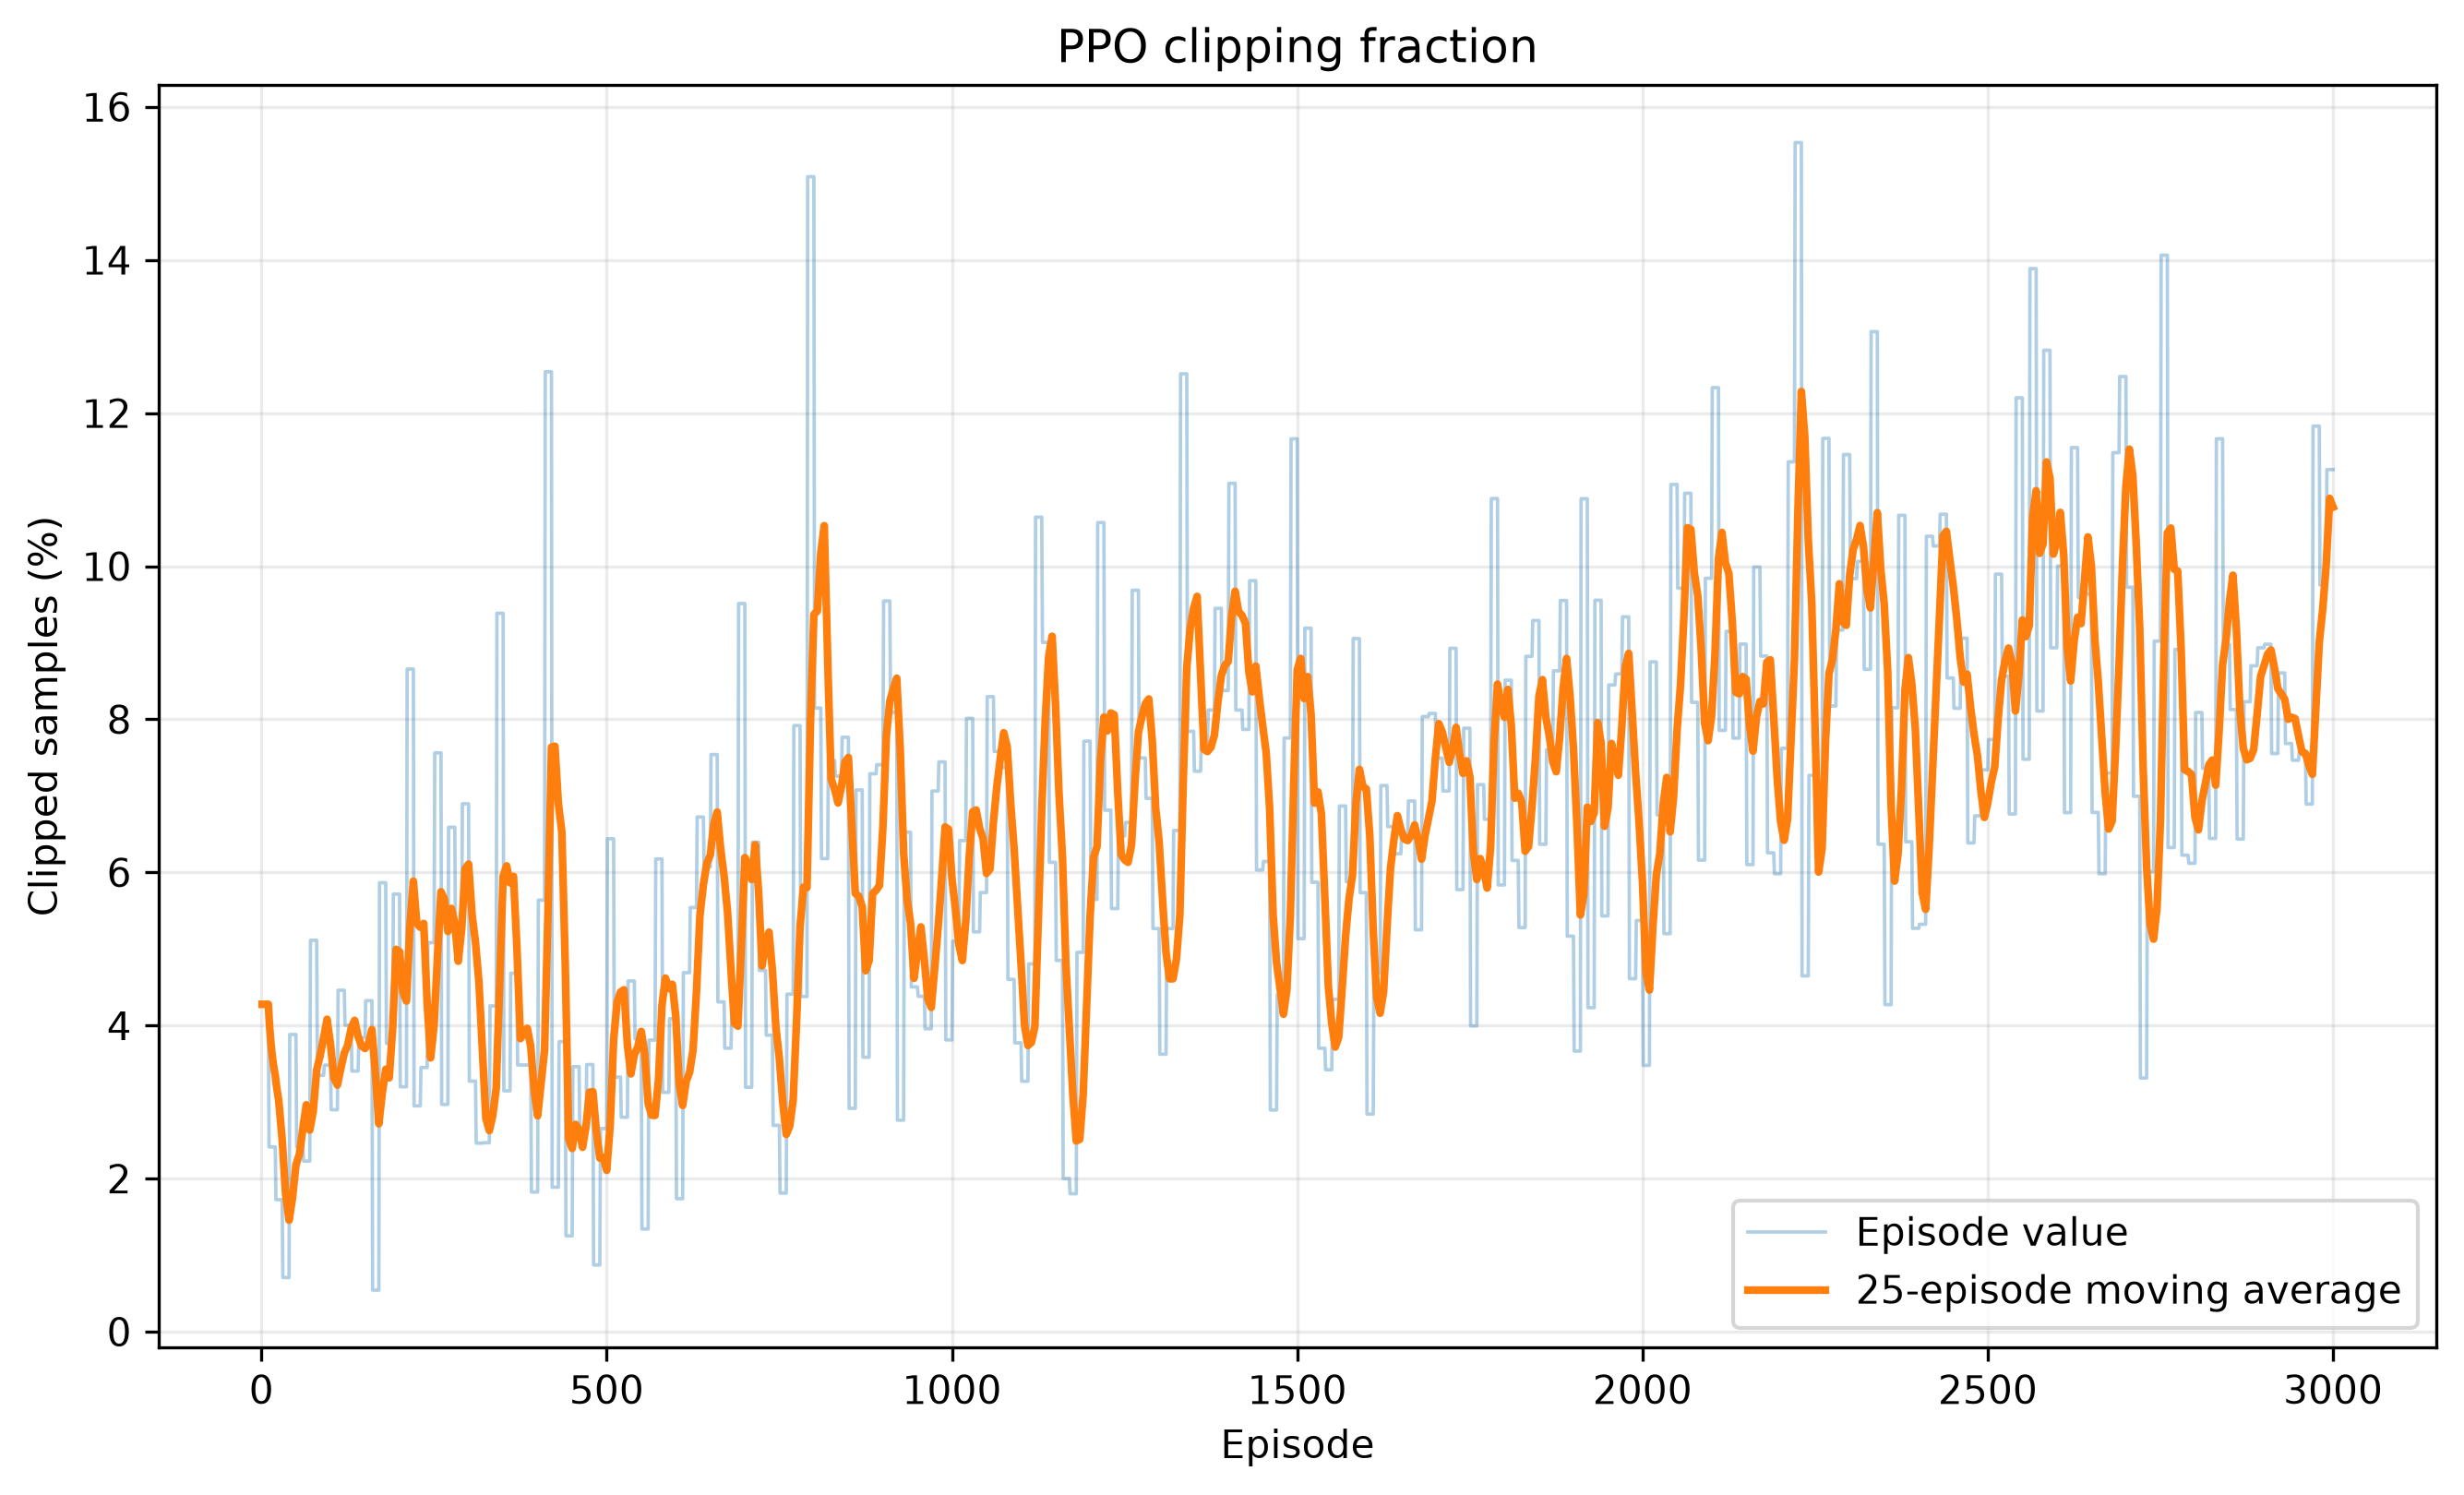 PPO clipping fraction
16
14
12
10
8
6
4
2
0
Clipped samples (%)
0 500 1000 1500 2000 2500 3000
Episode
Episode value
25-episode moving average